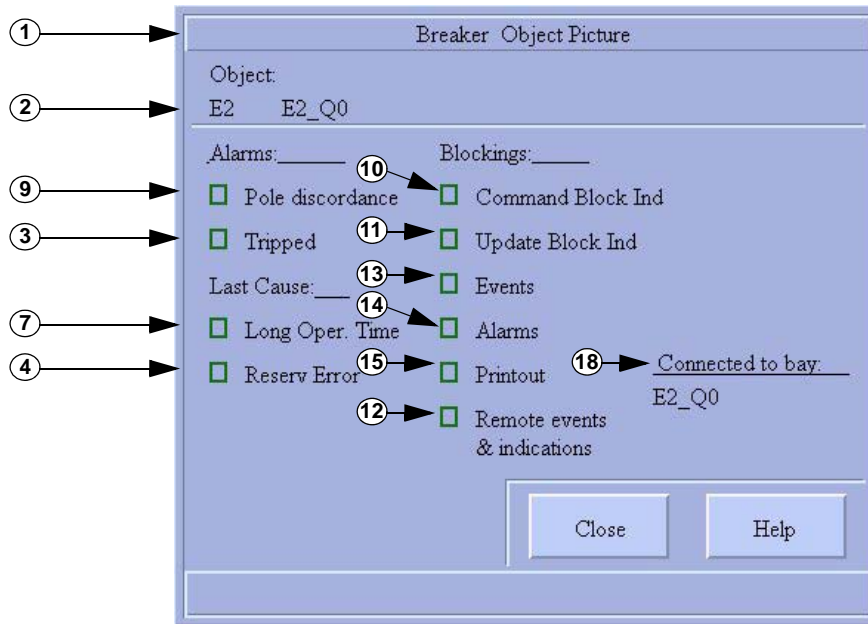 1 Breaker Object Picture
Object:
2 E2 E2_Q0
Alarms: Blockings:
9 Pole discordance 10 Command Block Ind
3 Tripped 11 Update Block Ind
Last Cause: 13 Events
7 Long Oper. Time 14 Alarms
4 Reserv Error 15 Printout 18 Connected to bay:
E2_Q0
12 Remote events
& indications
Close Help